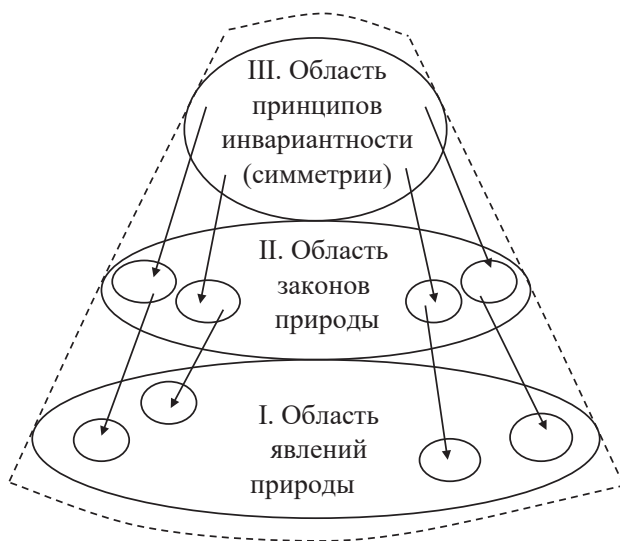 III. Область
принципов
инвариантности
(симметрии)
II. Область
законов
природы
I. Область
явлений
природы